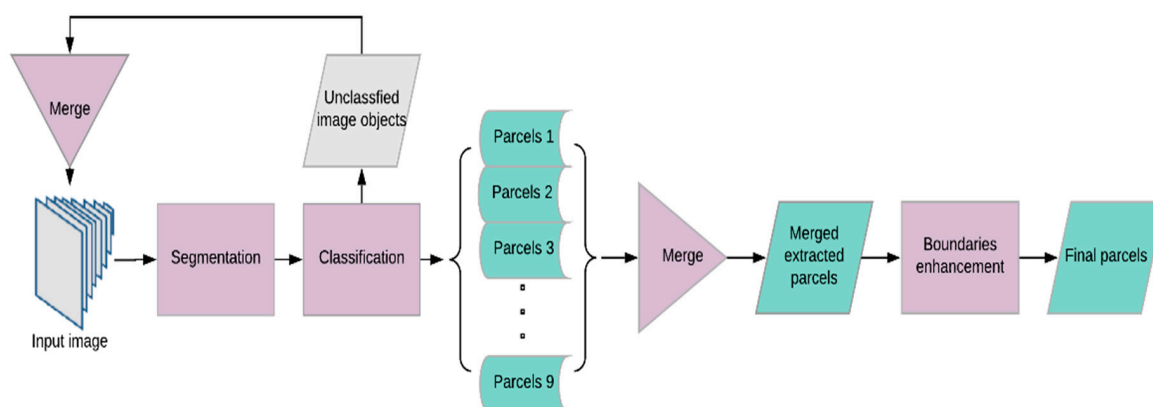 Merge
Unclassfied
image objects
Parcels 1
Parcels 2
Parcels 3
Parcels 9
Input image
Segmentation
Classification
Merge
Merged
extracted
parcels
Boundaries
enhancement
Final parcels